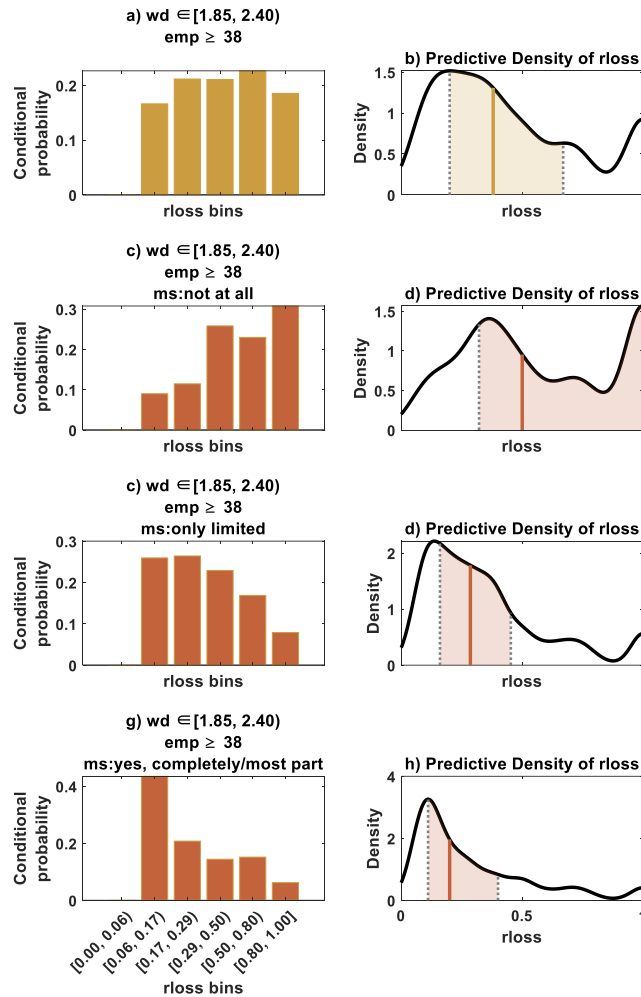 a) wd ∈[1.85, 2.40)
emp ≥ 38
Conditional
probability
0.2
0.1
0
rloss bins
b) Predictive Density of rloss
Density
1.5
1
0.5
0
rloss
c) wd ∈[1.85, 2.40)
emp ≥ 38
ms:not at all
Conditional
probability
0.3
0.2
0.1
0
rloss bins
d) Predictive Density of rloss
Density
1.5
1
0.5
0
rloss
c) wd ∈[1.85, 2.40)
emp ≥ 38
ms:only limited
Conditional
probability
0.3
0.2
0.1
0
rloss bins
d) Predictive Density of rloss
Density
2
1
0
rloss
g) wd ∈[1.85, 2.40)
emp ≥ 38
ms:yes, completely/most part
Conditional
probability
0.4
0.2
0
[0.00, 0.06)
[0.06, 0.17)
[0.17, 0.29)
[0.29, 0.50)
[0.50, 0.80)
[0.80, 1.00]
rloss bins
h) Predictive Density of rloss
Density
4
2
0
0 0.5 1
rloss